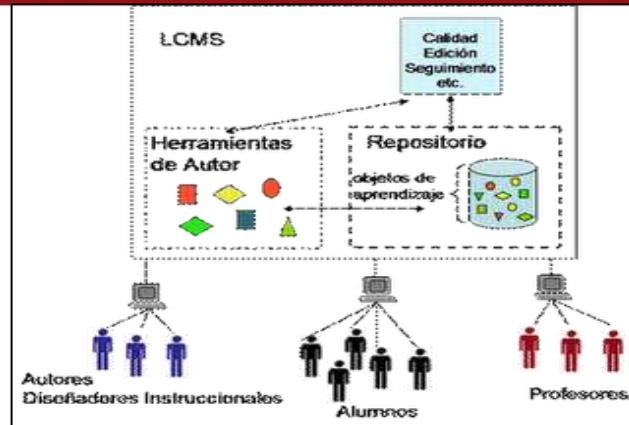 LCMS
Calidad
Edición
Seguimiento
etc.
Herramientas
de Autor
Repositorio
objetos de
aprendizaje
Autores
Diseñadores Instruccionales
Alumnos
Profesores